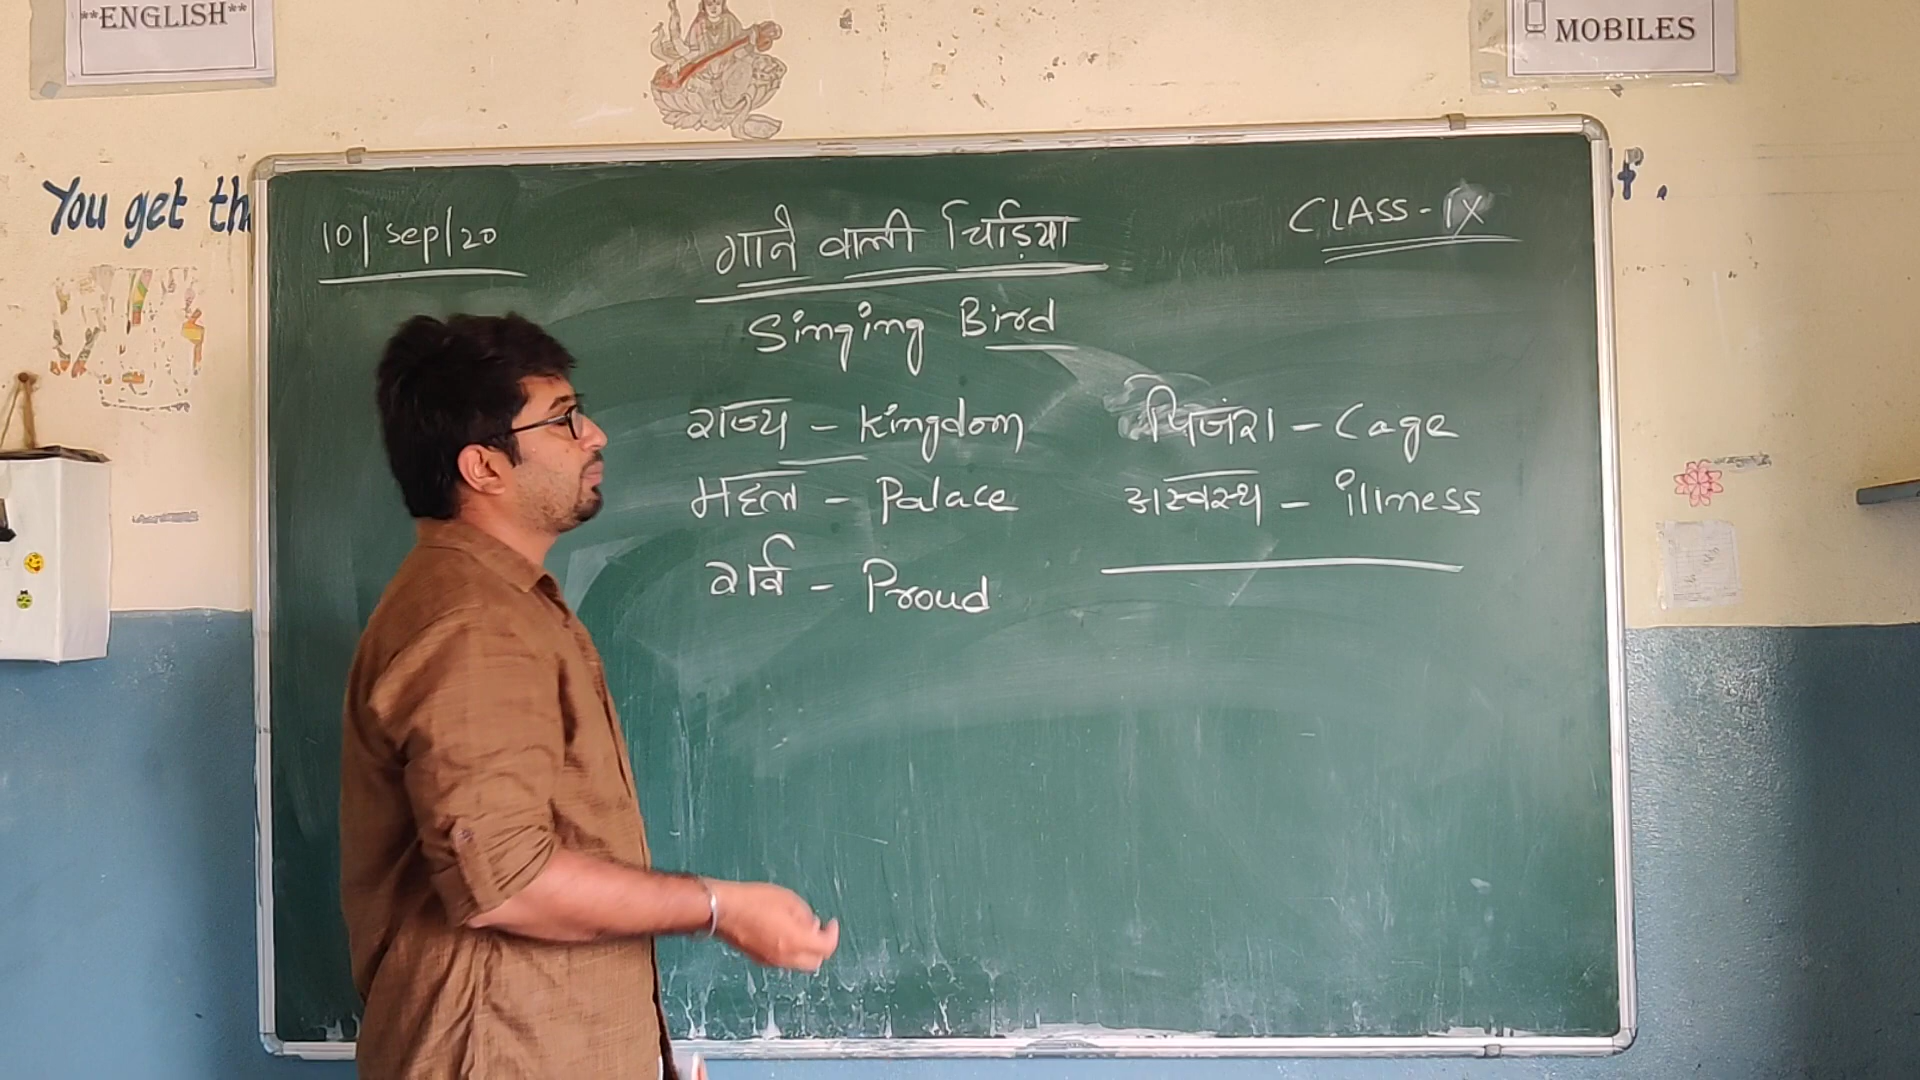 **ENGLISH**
MOBILES
You get th
f.
10/Sep/20
गाने वाली चिड़िया
CLASS-IX
Singing Bird
राज्य - Kingdom
पिजंरा - Cage
महल - Palace
अस्वस्थ - illness
गर्व - Proud